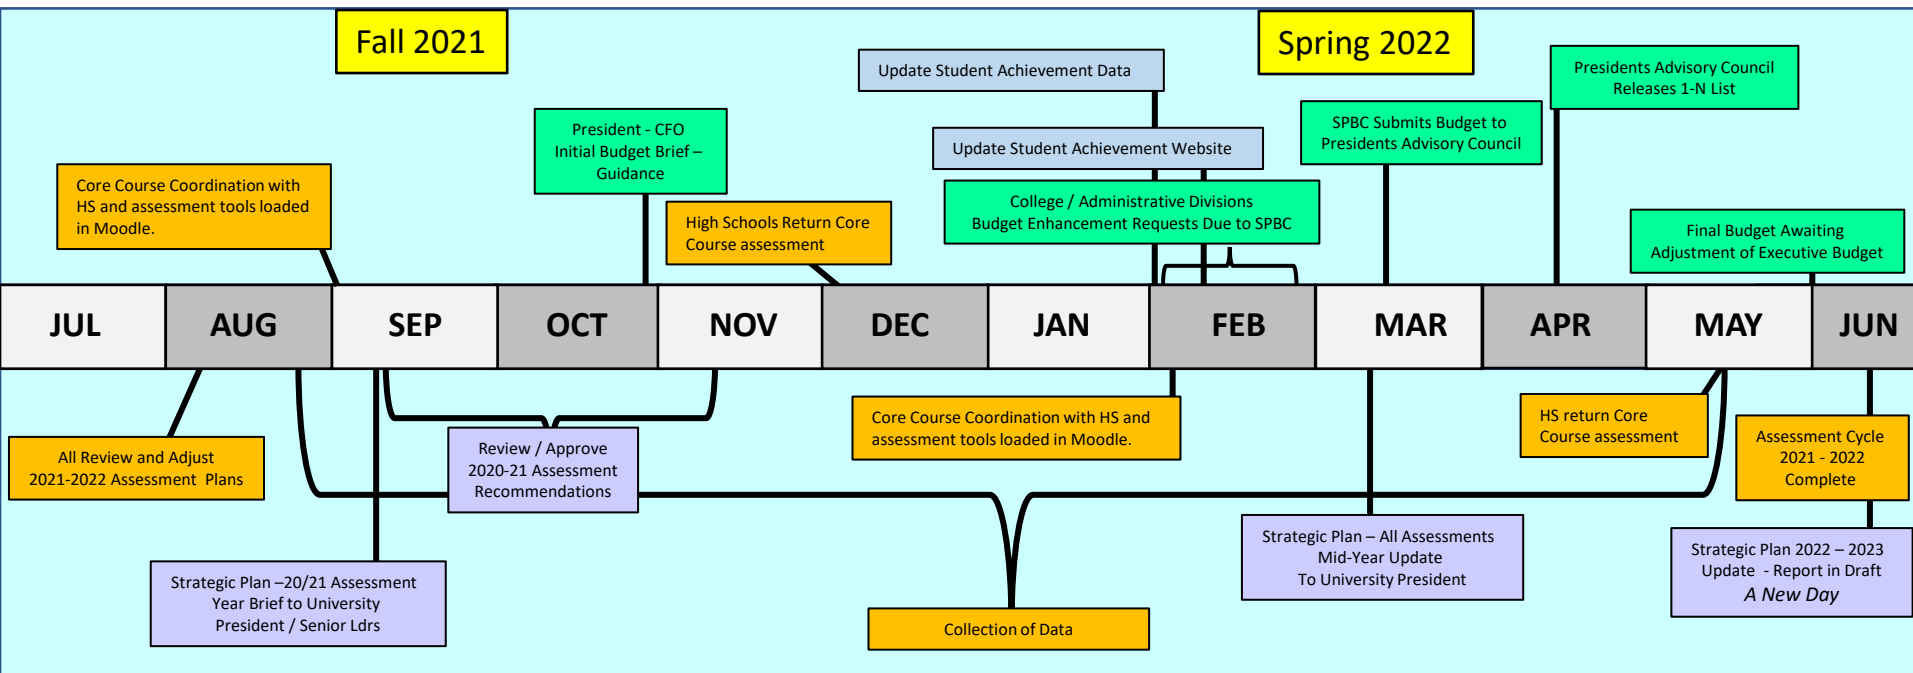 Fall 2021
Spring 2022
Update Student Achievement Data
Presidents Advisory Council
Releases 1-N List
President - CFO
Initial Budget Brief –
Guidance
SPBC Submits Budget to
Presidents Advisory Council
Update Student Achievement Website
Core Course Coordination with
HS and assessment tools loaded
in Moodle.
College / Administrative Divisions
Budget Enhancement Requests Due to SPBC
High Schools Return Core
Course assessment
Final Budget Awaiting
Adjustment of Executive Budget
JUL
AUG
SEP
OCT
NOV
DEC
JAN
FEB
MAR
APR
MAY
JUN
All Review and Adjust
2021-2022 Assessment  Plans
Review / Approve
2020-21 Assessment
Recommendations
Core Course Coordination with HS and
assessment tools loaded in Moodle.
HS return Core
Course assessment
Assessment Cycle
2021 - 2022
Complete
Strategic Plan –20/21 Assessment
Year Brief to University
President / Senior Ldrs
Strategic Plan – All Assessments
Mid-Year Update
To University President
Strategic Plan 2022 – 2023
Update  - Report in Draft
A New Day
Collection of Data